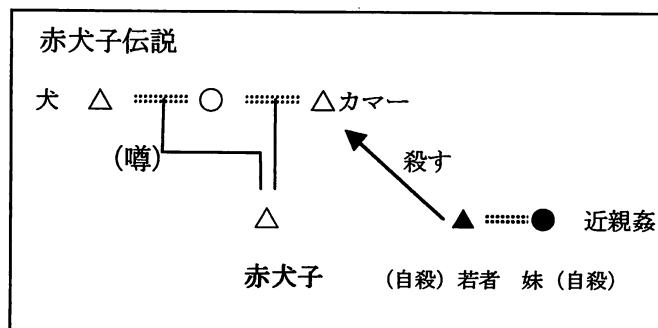 赤犬子伝説
犬 カマー
(噂)
殺す
近親姦
赤犬子
(自殺) 若者 妹 (自殺)